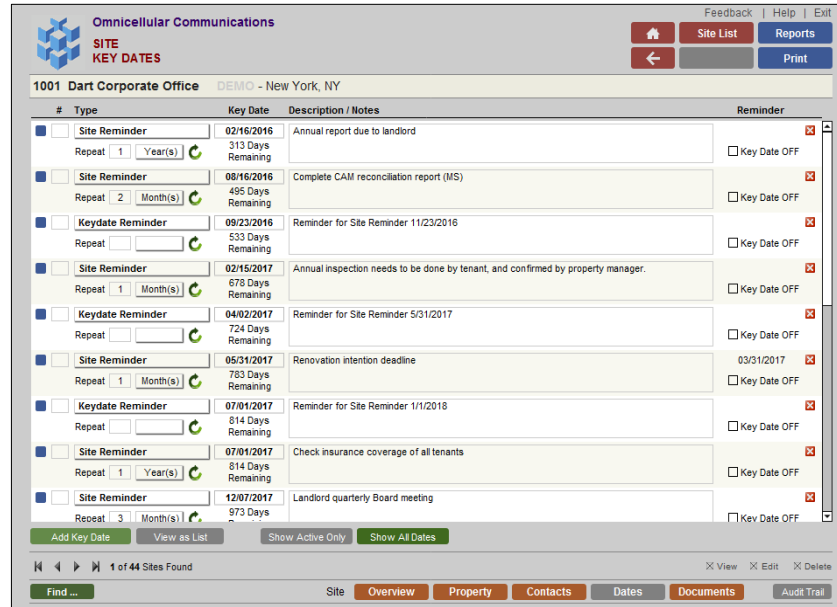 Feedback | Help | Exit
Omnicellular Communications
SITE
KEY DATES
Site List Reports
Print
1001 Dart Corporate Office DEMO - New York, NY
# Type Key Date Description / Notes Reminder
Site Reminder 02/16/2016 Annual report due to landlord
Repeat 1 Year(s) 313 Days Remaining Key Date OFF
Site Reminder 08/16/2016 Complete CAM reconciliation report (MS)
Repeat 2 Month(s) 495 Days Remaining Key Date OFF
Keydate Reminder 09/23/2016 Reminder for Site Reminder 11/23/2016
Repeat 533 Days Remaining Key Date OFF
Site Reminder 02/15/2017 Annual inspection needs to be done by tenant, and confirmed by property manager.
Repeat 1 Month(s) 678 Days Remaining Key Date OFF
Keydate Reminder 04/02/2017 Reminder for Site Reminder 5/31/2017
Repeat 724 Days Remaining Key Date OFF
Site Reminder 05/31/2017 Renovation intention deadline 03/31/2017
Repeat 1 Month(s) 783 Days Remaining Key Date OFF
Keydate Reminder 07/01/2017 Reminder for Site Reminder 1/1/2018
Repeat 814 Days Remaining Key Date OFF
Site Reminder 07/01/2017 Check insurance coverage of all tenants
Repeat 1 Year(s) 814 Days Remaining Key Date OFF
Site Reminder 12/07/2017 Landlord quarterly Board meeting
Repeat 3 Month(s) 973 Days Key Date OFF
Add Key Date View as List Show Active Only Show All Dates
1 of 44 Sites Found View Edit Delete
Find ... Site Overview Property Contacts Dates Documents Audit Trail